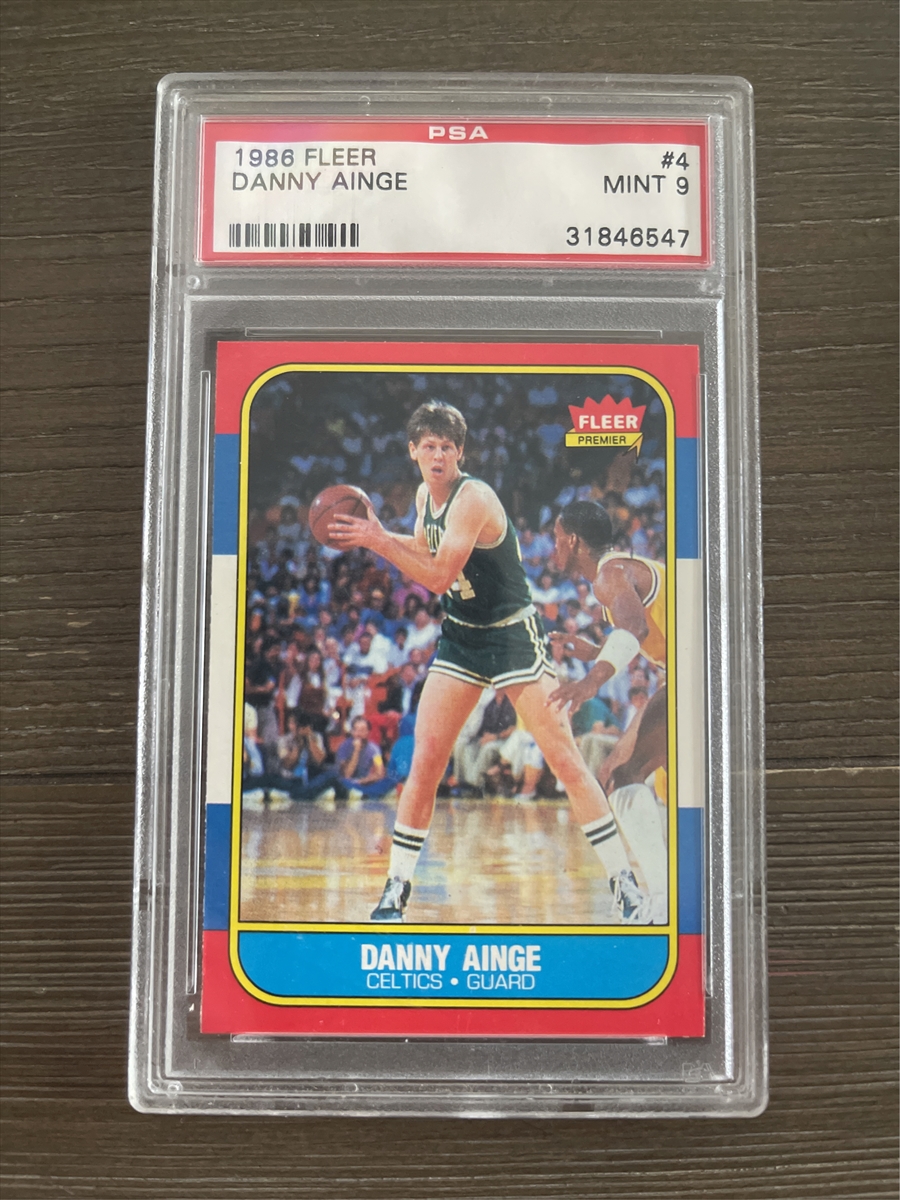 PSA
1986 FLEER #4
DANNY AINGE MINT 9
31846547
FLEER
PREMIER
DANNY AINGE
CELTICS • GUARD